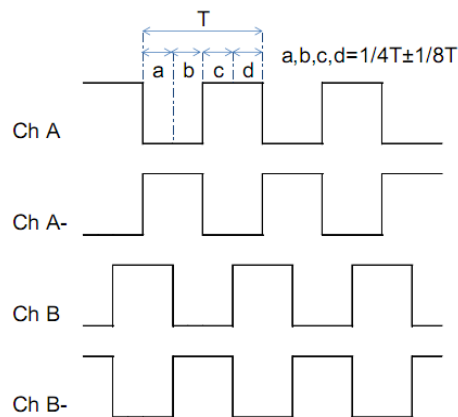 T
a b c d
a,b,c,d=1/4T±1/8T
Ch A
Ch A-
Ch B
Ch B-